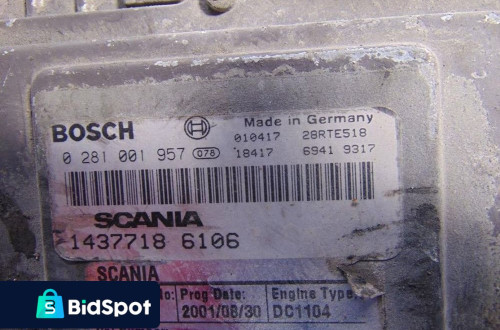 BOSCH Made in Germany
010417 28RTE518
0 281 001 957 078 18417 6941 9317
SCANIA
1437718 6106
SCANIA
No: Prog Date: Engine Type
2001/08/30 DC1104
BidSpot